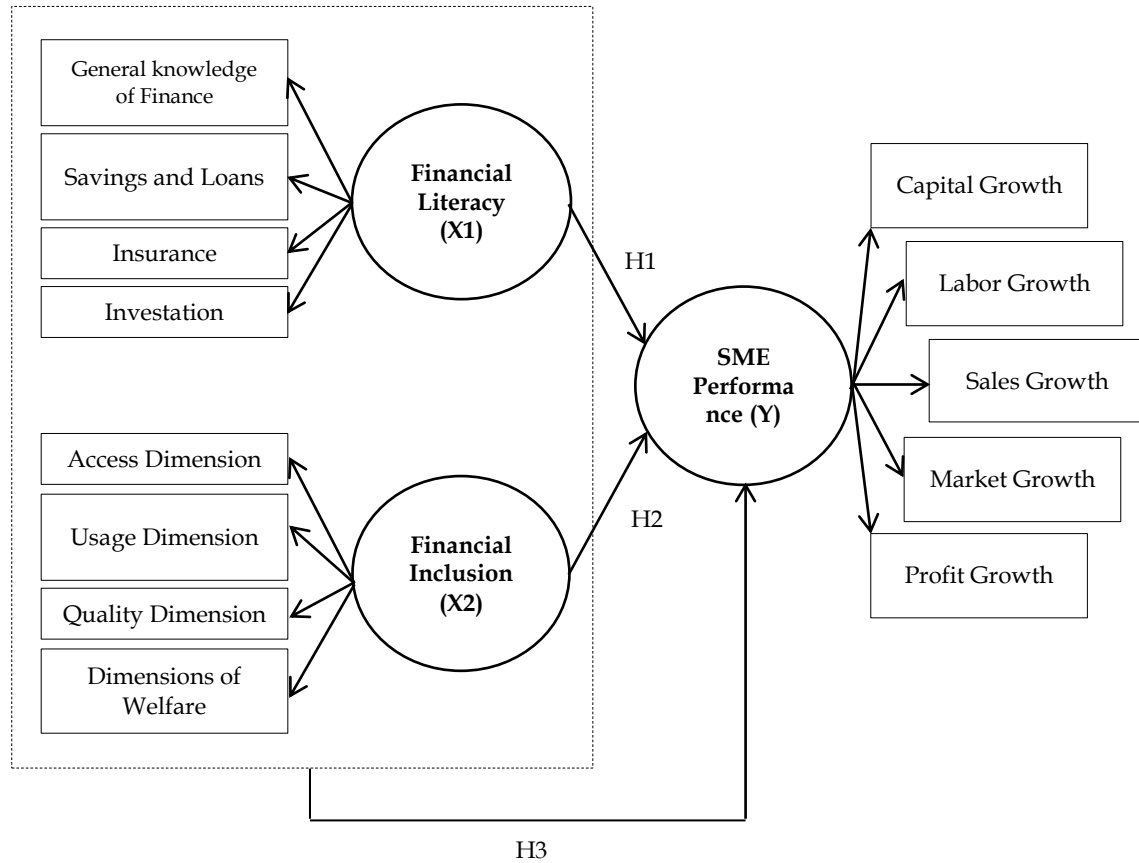 General knowledge
of Finance
Savings and Loans
Insurance
Investation
Financial
Literacy
(X1)
H1
Access Dimension
Usage Dimension
Quality Dimension
Dimensions of
Welfare
Financial
Inclusion
(X2)
H2
SME
Performa
nce (Y)
Capital Growth
Labor Growth
Sales Growth
Market Growth
Profit Growth
H3